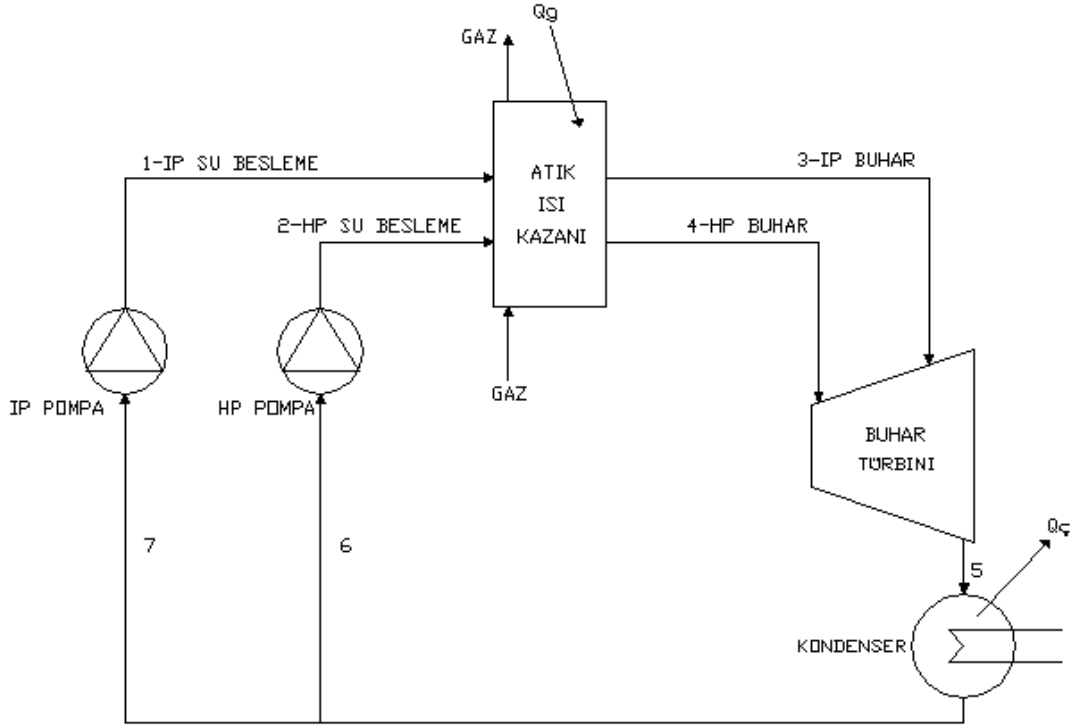 Qg
GAZ
1-IP SU BESLEME
3-IP BUHAR
ATIK
ISI
KAZANI
2-HP SU BESLEME
4-HP BUHAR
GAZ
IP POMPA
HP POMPA
BUHAR
TÜRBINI
7
6
Qç
5
KONDENSER